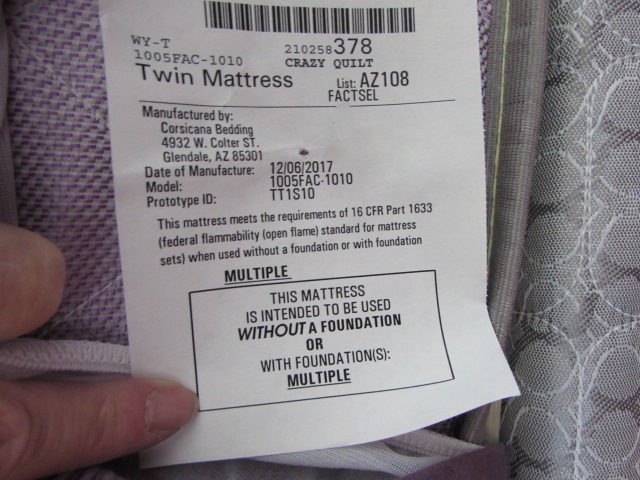 WY-T 210258378
1005FAC-1010 CRAZY QUILT
Twin Mattress List: AZ108
FACTSEL
Manufactured by:
Corsicana Bedding
4932 W. Colter ST.
Glendale, AZ 85301
Date of Manufacture: 12/06/2017
Model: 1005FAC-1010
Prototype ID: TT1S10
This mattress meets the requirements of 16 CFR Part 1633
(federal flammability (open flame) standard for mattress
sets) when used without a foundation or with foundation
MULTIPLE
THIS MATTRESS
IS INTENDED TO BE USED
WITHOUT A FOUNDATION
OR
WITH FOUNDATION(S):
MULTIPLE